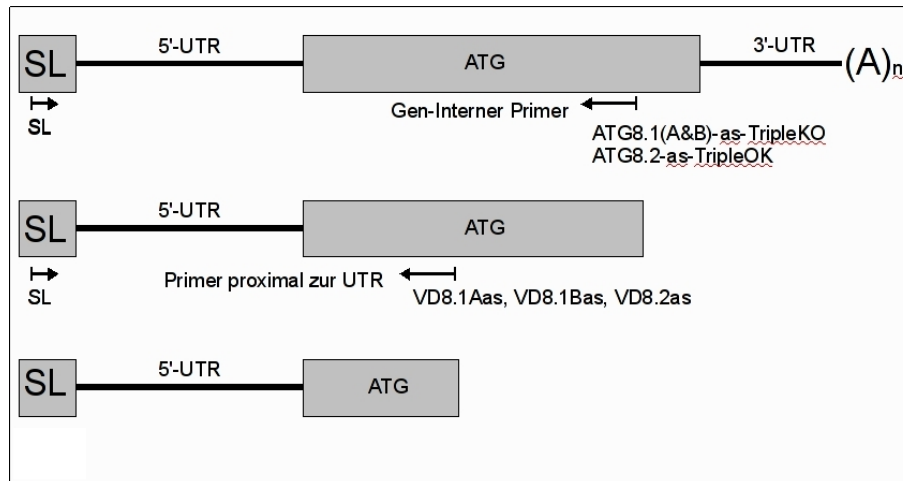 SL
5'-UTR
ATG
3'-UTR
(A)n
SL
Gen-Interner Primer
ATG8.1(A&B)-as-TripleKO
ATG8.2-as-TripleOK
SL
5'-UTR
ATG
SL
Primer proximal zur UTR
VD8.1Aas, VD8.1Bas, VD8.2as
SL
5'-UTR
ATG